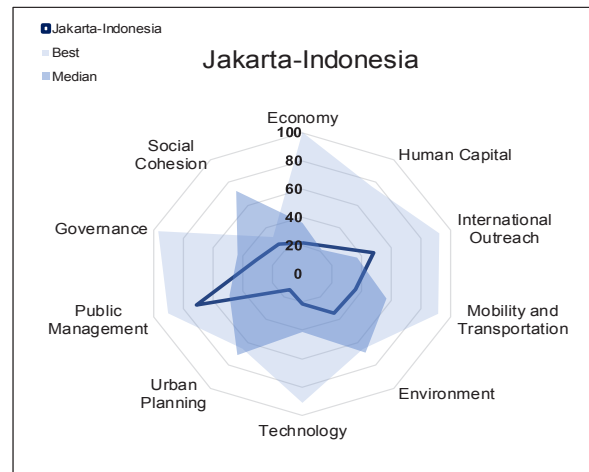 Jakarta-Indonesia
Best
Median
Jakarta-Indonesia
Economy
Human Capital
International
Outreach
Mobility and
Transportation
Environment
Technology
Urban
Planning
Public
Management
Governance
Social
Cohesion
100
80
60
40
20
0